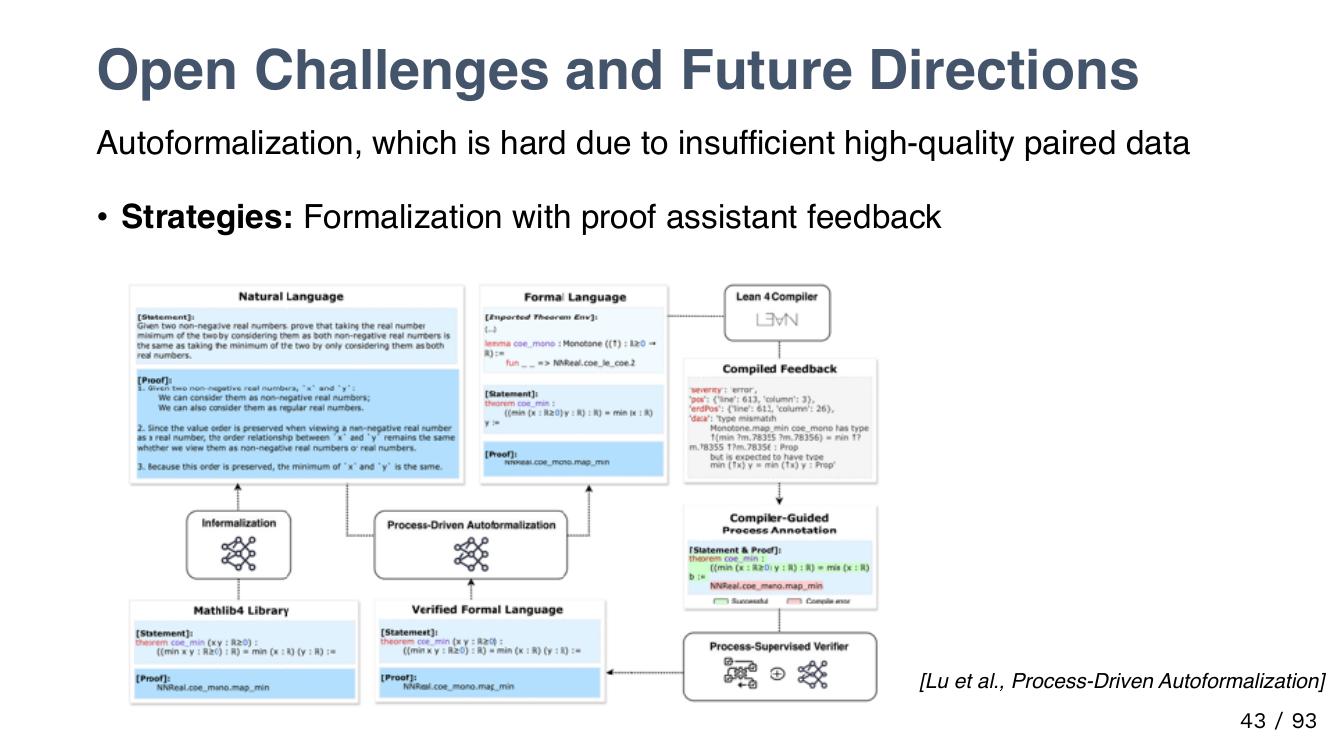 Open Challenges and Future Directions
Autoformalization, which is hard due to insufficient high-quality paired data
• Strategies: Formalization with proof assistant feedback
Natural Language
[Statement]:
Given two non-negative real numbers, prove that taking the real number
minimum of the two by considering them as both non-negative real numbers is
the same as taking the minimum of the two by only considering them as both
real numbers.
[Proof]:
1. Given two non-negative real numbers, `x` and `y`:
We can consider them as non-negative real numbers;
We can also consider them as regular real numbers.
2. Since the value order is preserved when viewing a non-negative real number
as a real number, the order relationship between `x` and `y` remains the same
whether we view them as non-negative real numbers or real numbers.
3. Because this order is preserved, the minimum of `x` and `y` is the same.
Formal Language
[Imported Theorem Env]:
(...)
lemma coe_mono : Monotone ((↑) : ℝ≥0 →
ℝ) :=
fun _ _ => NNReal.coe_le_coe.2
[Statement]:
theorem coe_min :
((min (x : ℝ≥0) y : ℝ) : ℝ) = min (x : ℝ)
y :=
[Proof]:
NNReal.coe_mono.map_min
Lean 4 Compiler
Compiled Feedback
'severity': 'error',
'pos': {'line': 613, 'column': 3},
'endPos': {'line': 613, 'column': 26},
'data': 'type mismatch
Monotone.map_min coe_mono has type
↑(min ?m.78355 ?m.78356) = min (↑?
m.78355 ↑?m.78356 : Prop
but is expected to have type
min (↑x) y = min (↑x) y : Prop'
Informalization
Process-Driven Autoformalization
Compiler-Guided
Process Annotation
[Statement & Proof]:
theorem coe_min :
((min (x : ℝ≥0) y : ℝ) : ℝ) = min (x : ℝ)
b :=
NNReal.coe_mono.map_min
Successful Compile error
Mathlib4 Library
[Statement]:
theorem coe_min (x y : ℝ≥0) :
((min x y : ℝ≥0) : ℝ) = min (x : ℝ) (y : ℝ) :=
[Proof]:
NNReal.coe_mono.map_min
Verified Formal Language
[Statement]:
theorem coe_min (x y : ℝ≥0) :
((min x y : ℝ≥0) : ℝ) = min (x : ℝ) (y : ℝ) :=
[Proof]:
NNReal.coe_mono.map_min
Process-Supervised Verifier
[Lu et al., Process-Driven Autoformalization]
43 / 93